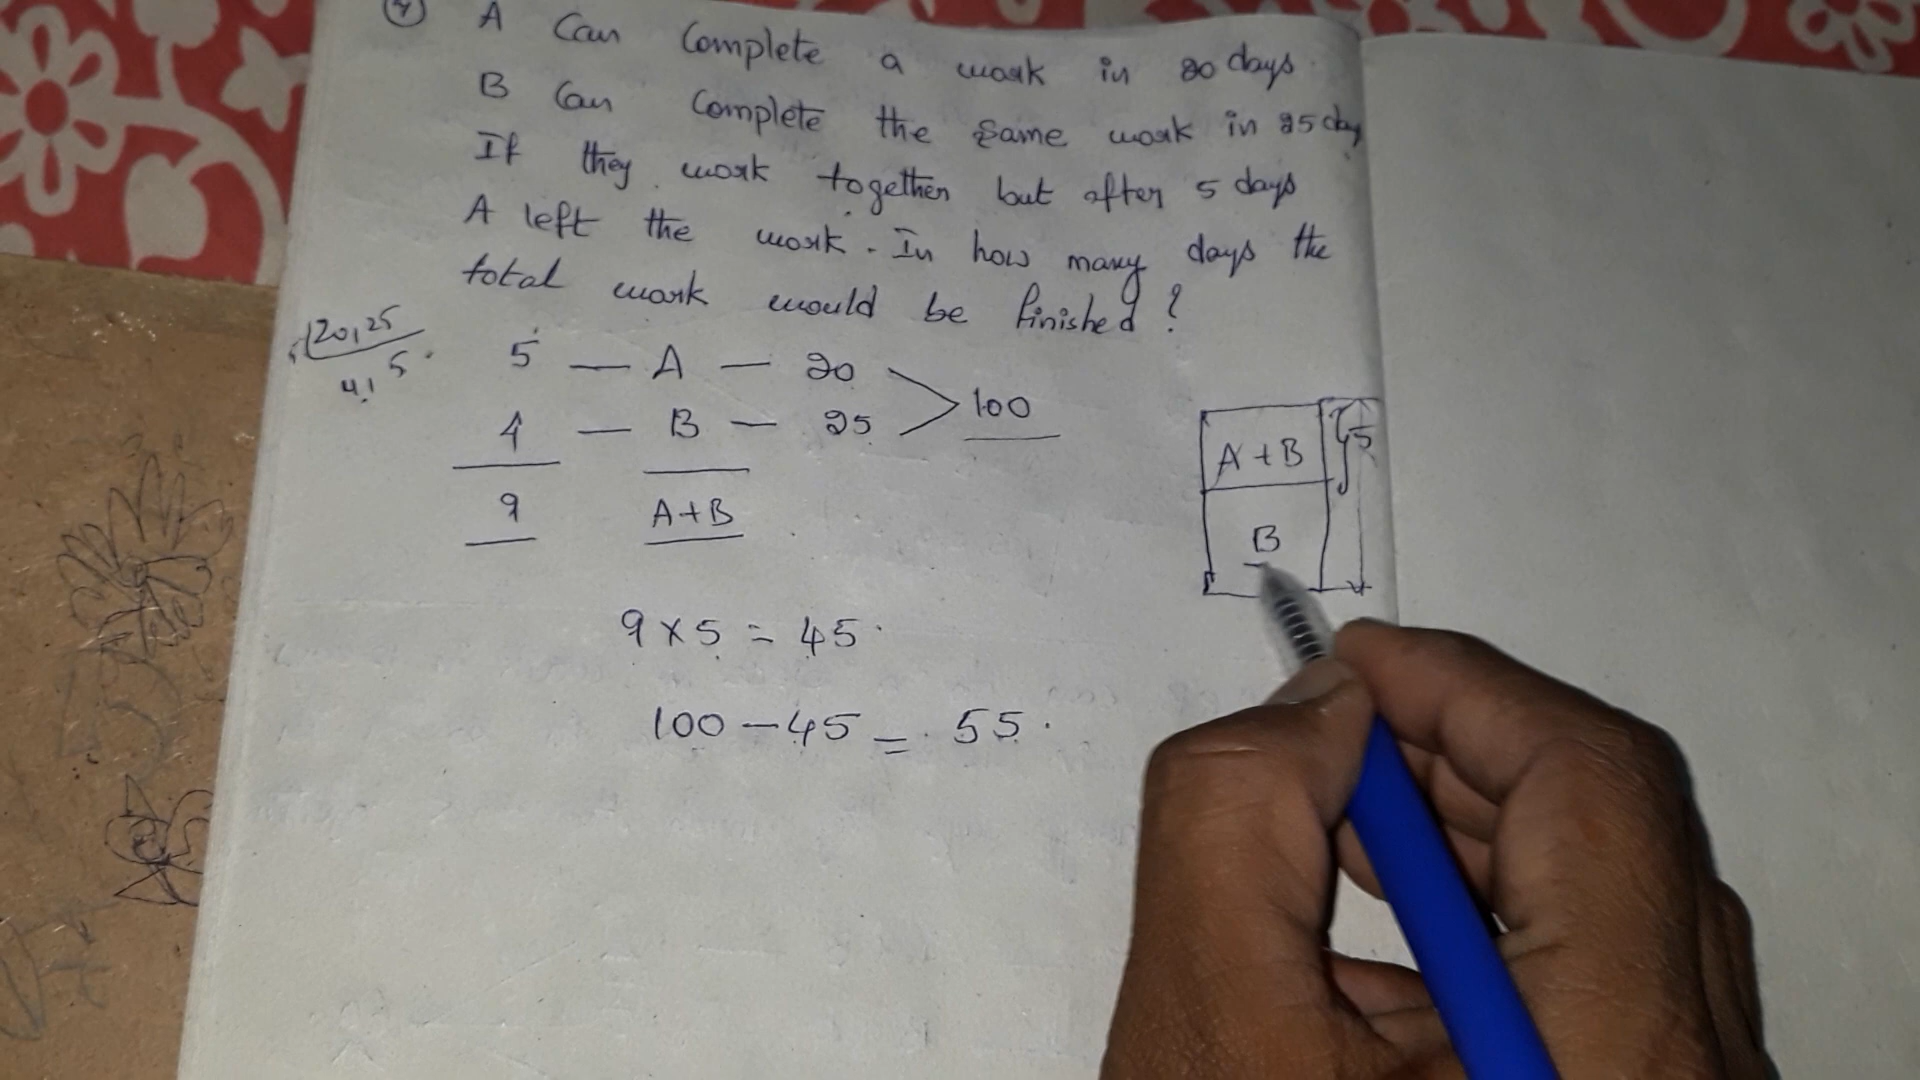 4 A Can Complete a work in 20 days.
B Can Complete the same work in 25 day
If they work together but after 5 days
A left the work. In how many days the
total work would be finished ?
5 20, 25
4, 5
5 — A — 20
100
4 — B — 25
9 A+B
A+B 5
B
9 × 5 = 45
100 - 45 = 55